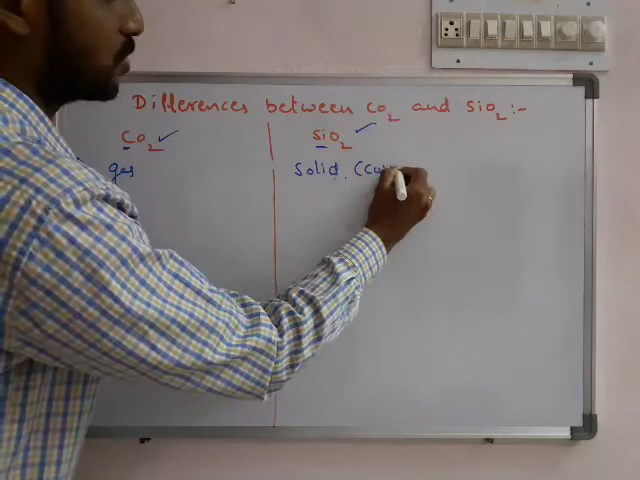 Differences between CO2 and SiO2:-
CO2 ✓ SiO2 ✓
gas Solid,